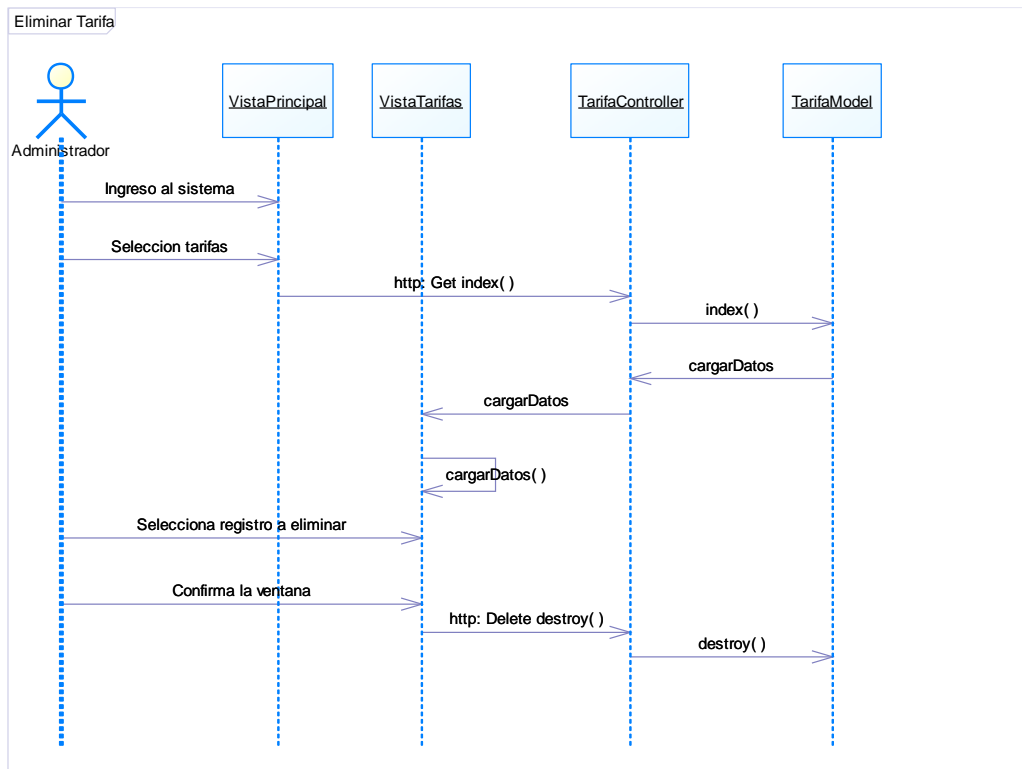 Eliminar Tarifa
VistaPrincipal
VistaTarifas
TarifaController
TarifaModel
Administrador
Ingreso al sistema
Seleccion tarifas
http: Get index( )
index( )
cargarDatos
cargarDatos
cargarDatos( )
Selecciona registro a eliminar
Confirma la ventana
http: Delete destroy( )
destroy( )